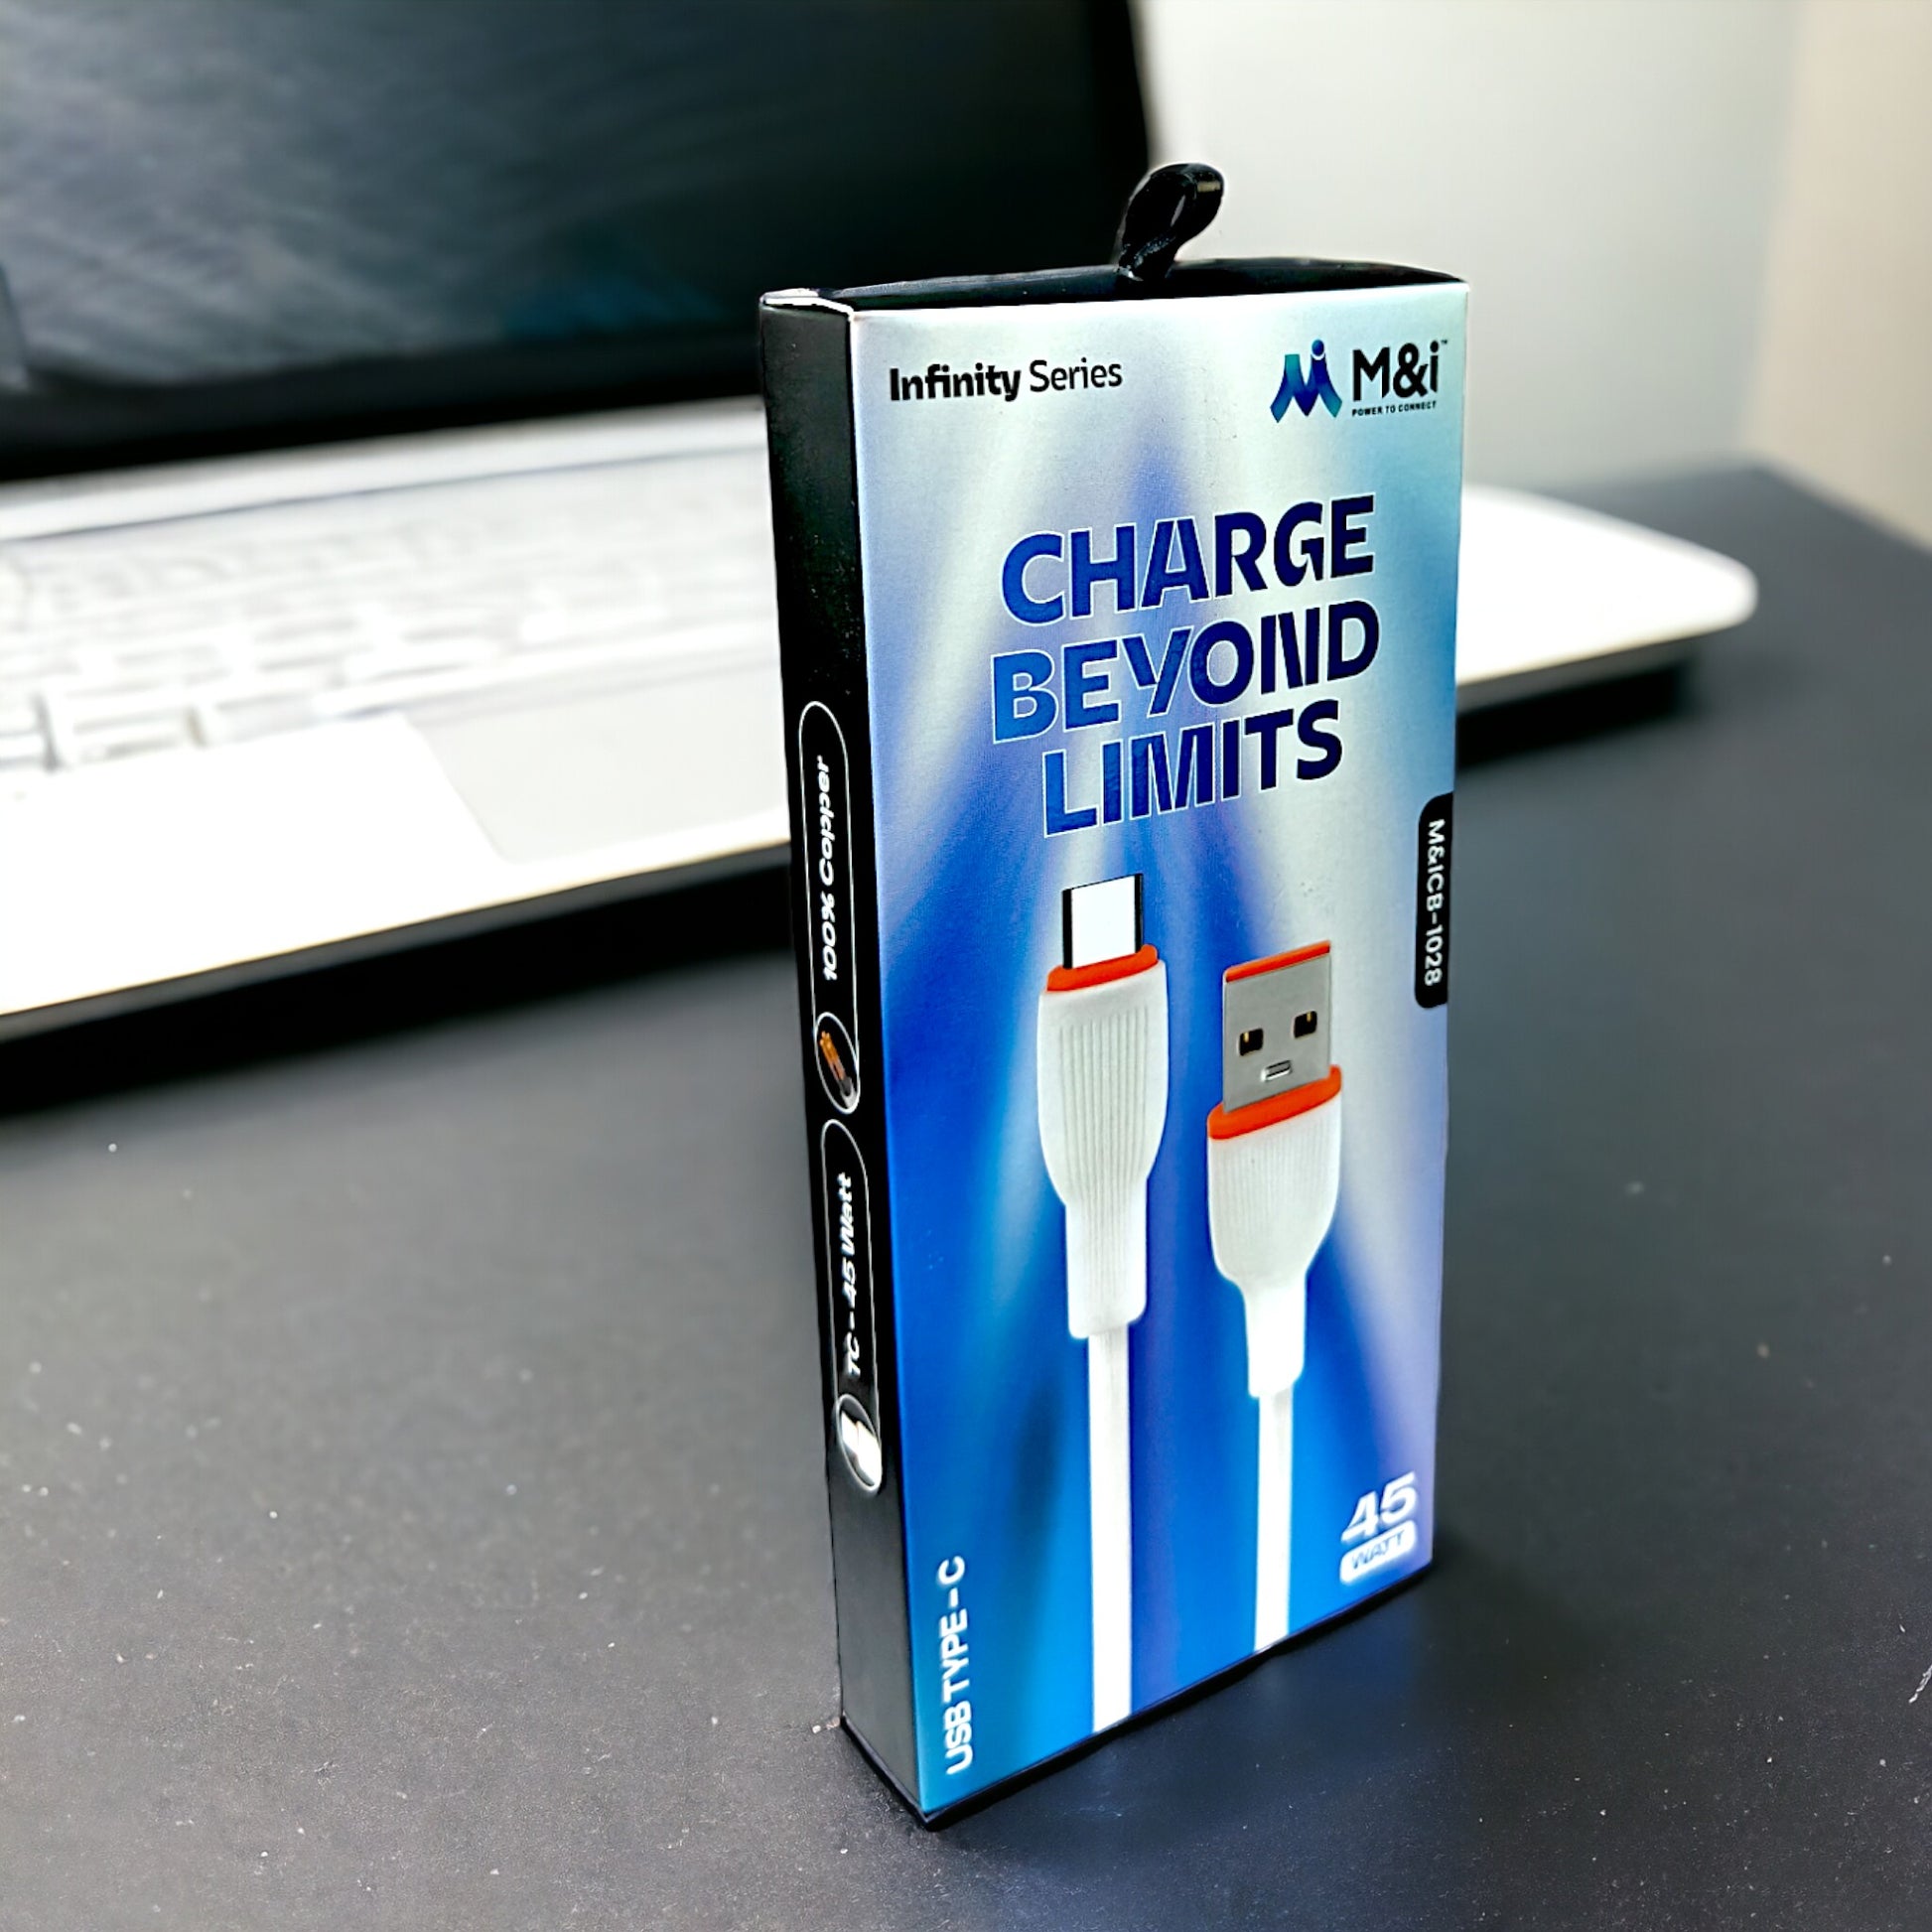 Infinity Series
M&i™
POWER TO CONNECT
CHARGE
BEYOND
LIMITS
M&iCB-1028
45
WATT
USB TYPE-C
100% Copper
TC - 45 Watt